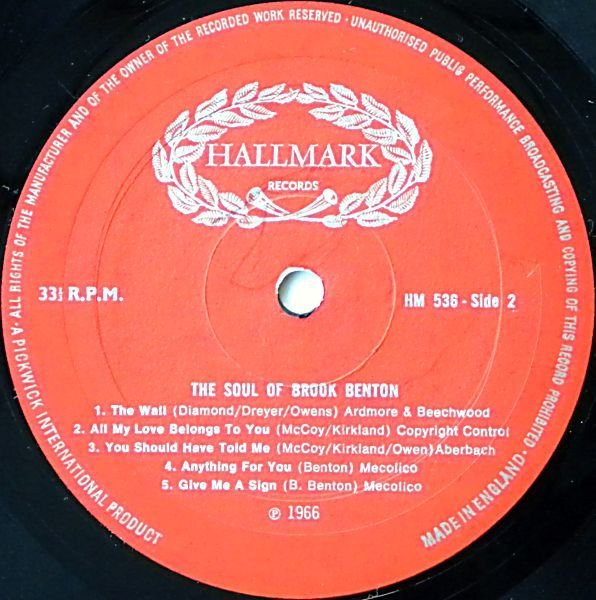 A PICKWICK INTERNATIONAL PRODUCT
· ALL RIGHTS OF THE MANUFACTURER AND OF THE OWNER OF THE RECORDED WORK RESERVED · UNAUTHORISED PUBLIC PERFORMANCE BROADCASTING AND COPYING OF THIS RECORD PROHIBITED ·
MADE IN ENGLAND
HALLMARK
RECORDS
33⅓ R.P.M.
HM 536 - Side 2
THE SOUL OF BROOK BENTON
1. The Wall (Diamond/Dreyer/Owens) Ardmore & Beechwood
2. All My Love Belongs To You (McCoy/Kirkland) Copyright Control
3. You Should Have Told Me (McCoy/Kirkland/Owen) Aberbach
4. Anything For You (Benton) Mecolico
5. Give Me A Sign (B. Benton) Mecolico
℗ 1966